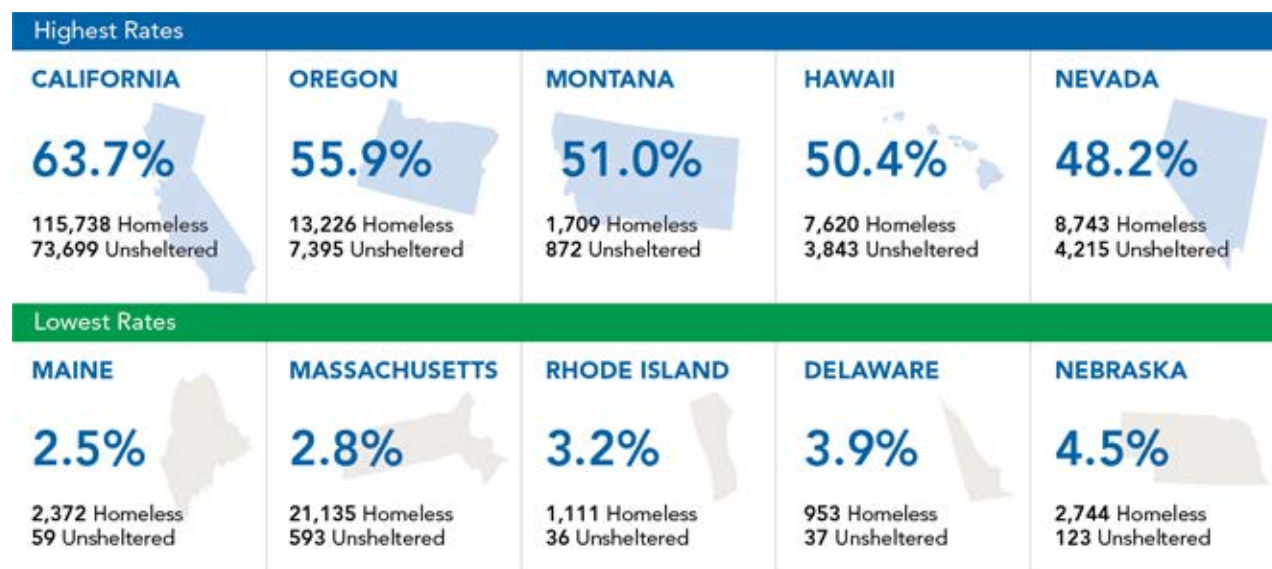 Highest Rates
CALIFORNIA
63.7%
115,738 Homeless
73,699 Unsheltered
OREGON
55.9%
13,226 Homeless
7,395 Unsheltered
MONTANA
51.0%
1,709 Homeless
872 Unsheltered
HAWAII
50.4%
7,620 Homeless
3,843 Unsheltered
NEVADA
48.2%
8,743 Homeless
4,215 Unsheltered
Lowest Rates
MAINE
2.5%
2,372 Homeless
59 Unsheltered
MASSACHUSETTS
2.8%
21,135 Homeless
593 Unsheltered
RHODE ISLAND
3.2%
1,111 Homeless
36 Unsheltered
DELAWARE
3.9%
953 Homeless
37 Unsheltered
NEBRASKA
4.5%
2,744 Homeless
123 Unsheltered